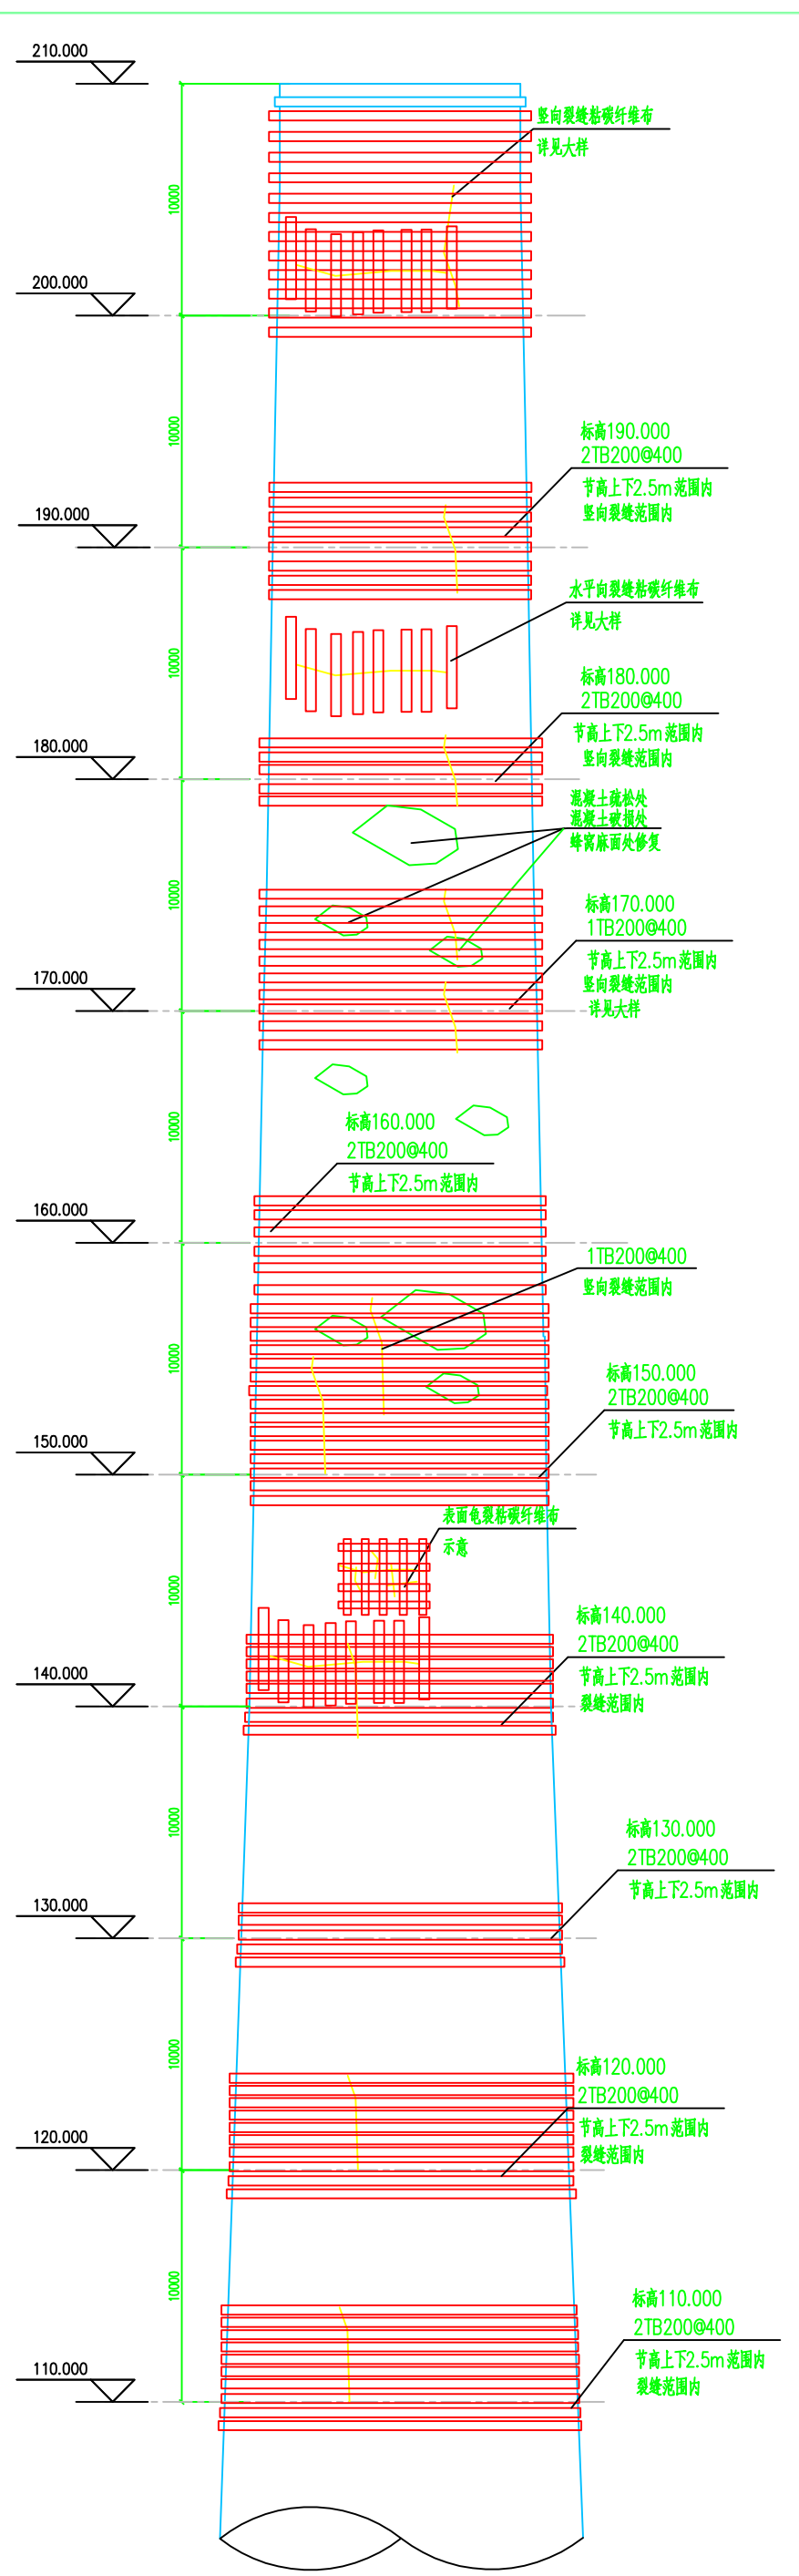 210.000
竖向裂缝粘碳纤维布
详见大样
10000
200.000
10000
标高190.000
2TB200@400
节高上下2.5m范围内
竖向裂缝范围内
190.000
水平向裂缝粘碳纤维布
详见大样
10000
标高180.000
2TB200@400
节高上下2.5m范围内
竖向裂缝范围内
180.000
混凝土疏松处
混凝土破损处
蜂窝麻面处修复
10000
标高170.000
1TB200@400
节高上下2.5m范围内
竖向裂缝范围内
详见大样
170.000
10000
标高160.000
2TB200@400
节高上下2.5m范围内
160.000
1TB200@400
竖向裂缝范围内
10000
标高150.000
2TB200@400
节高上下2.5m范围内
150.000
表面龟裂粘碳纤维布
示意
10000
标高140.000
2TB200@400
节高上下2.5m范围内
裂缝范围内
140.000
10000
标高130.000
2TB200@400
节高上下2.5m范围内
130.000
10000
标高120.000
2TB200@400
节高上下2.5m范围内
裂缝范围内
120.000
10000
标高110.000
2TB200@400
节高上下2.5m范围内
裂缝范围内
110.000